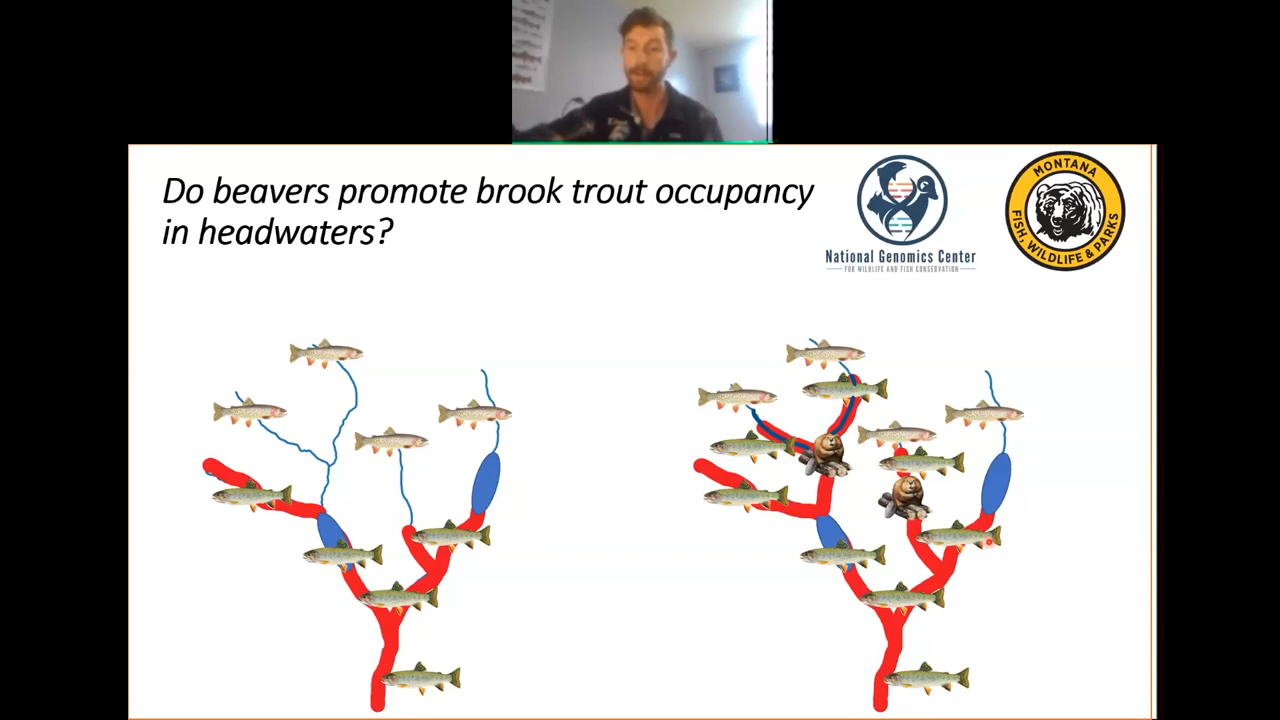 Do beavers promote brook trout occupancy
in headwaters?
National Genomics Center
FOR WILDLIFE AND FISH CONSERVATION
MONTANA
FISH, WILDLIFE & PARKS